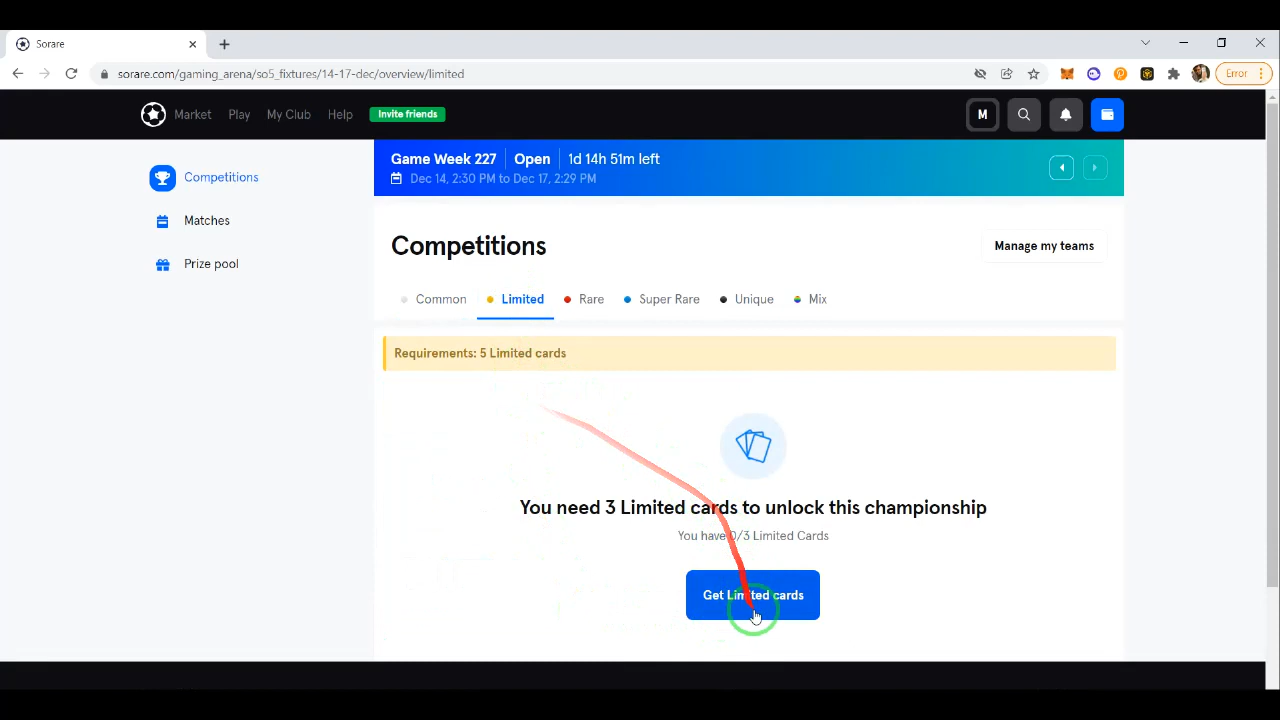 Sorare
sorare.com/gaming_arena/so5_fixtures/14-17-dec/overview/limited
Error
Market Play My Club Help Invite friends M
Game Week 227 Open 1d 14h 51m left
Dec 14, 2:30 PM to Dec 17, 2:29 PM
Competitions
Matches
Prize pool
Competitions Manage my teams
Common Limited Rare Super Rare Unique Mix
Requirements: 5 Limited cards
You need 3 Limited cards to unlock this championship
You have 0/3 Limited Cards
Get Limited cards